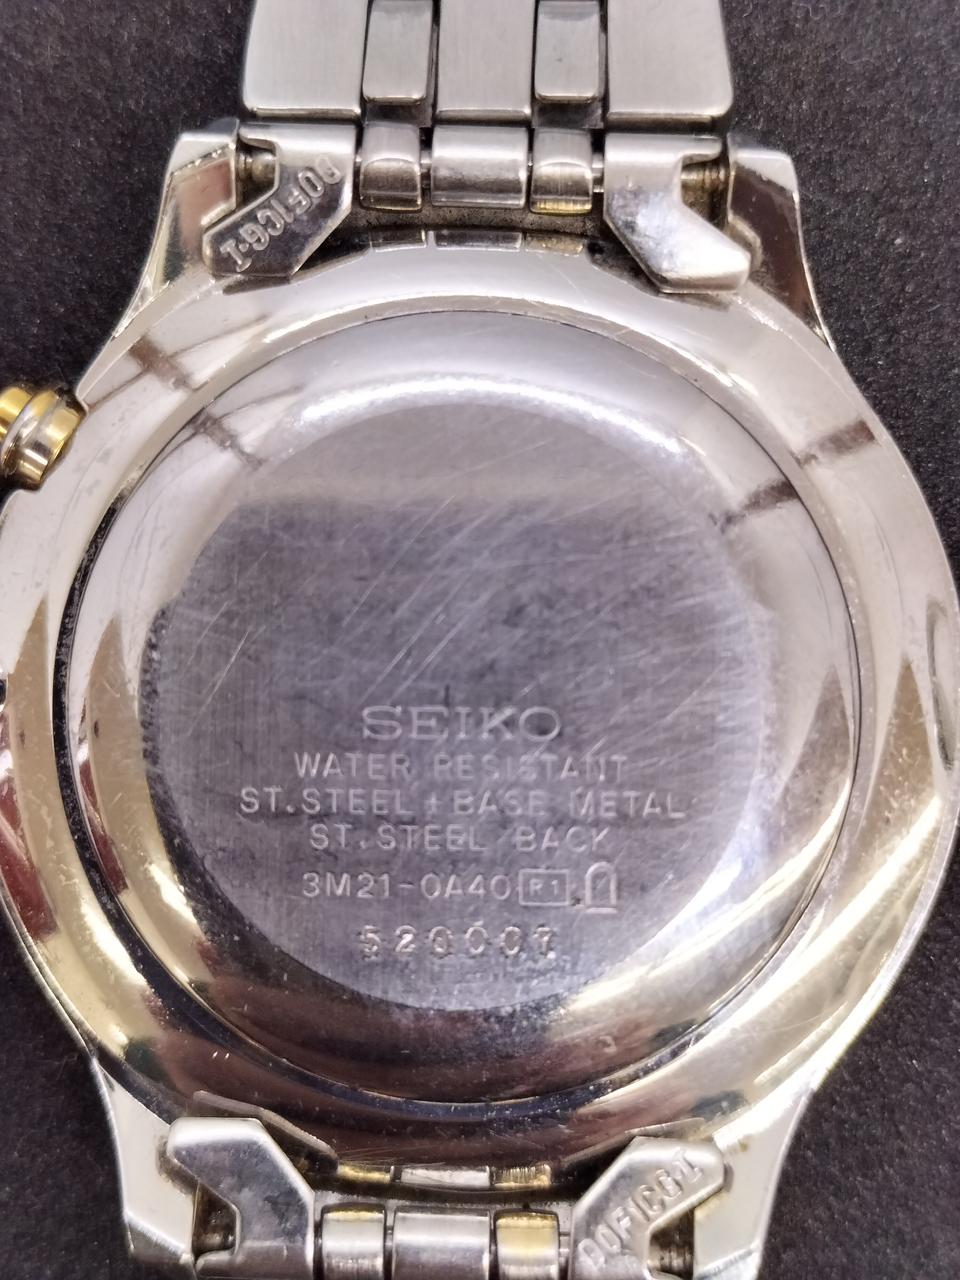 SEIKO
WATER RESISTANT
ST.STEEL + BASE METAL
ST.STEEL BACK
3M21-0A40 R1
520007